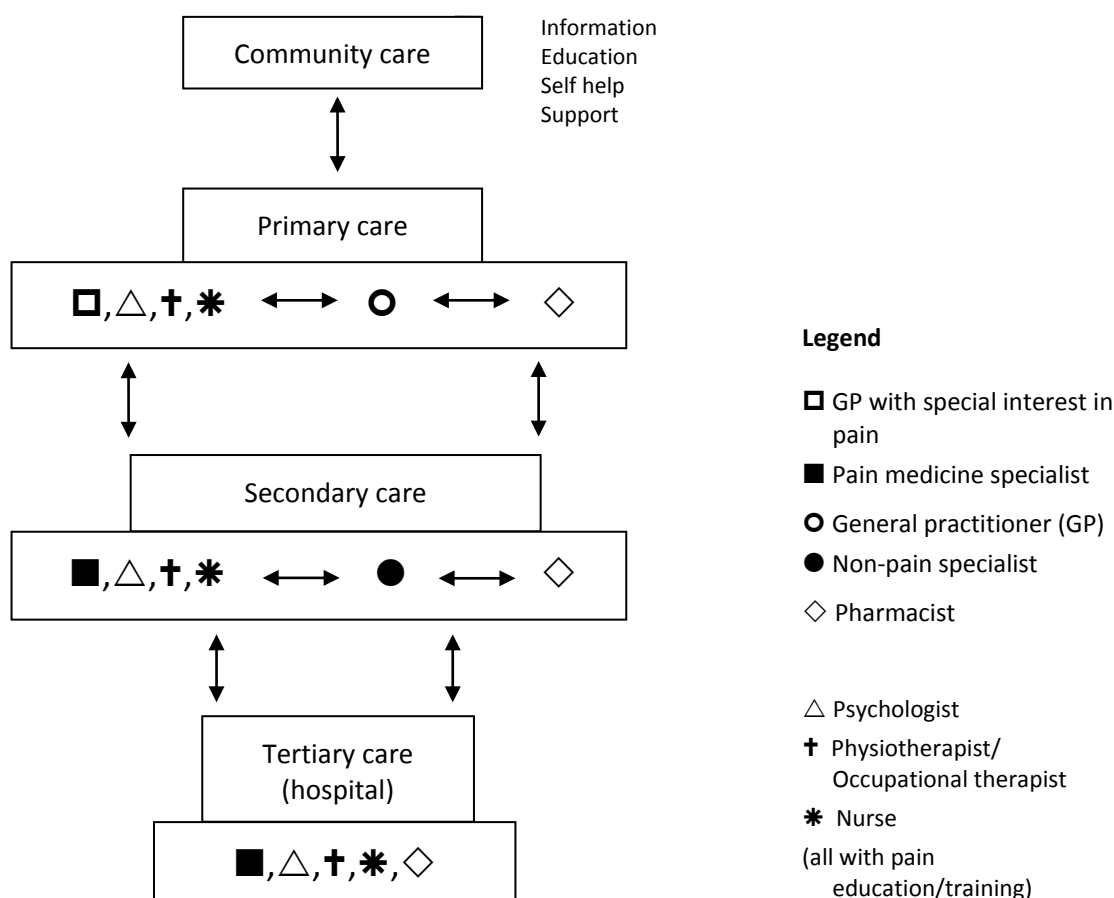 Community care
Information
Education
Self help
Support
Primary care
□,△,✝,✱ ○ ◇
Secondary care
■,△,✝,✱ ● ◇
Tertiary care
(hospital)
■,△,✝,✱,◇
Legend
□ GP with special interest in
pain
■ Pain medicine specialist
○ General practitioner (GP)
● Non-pain specialist
◇ Pharmacist
△ Psychologist
✝ Physiotherapist/
Occupational therapist
✱ Nurse
(all with pain
education/training)